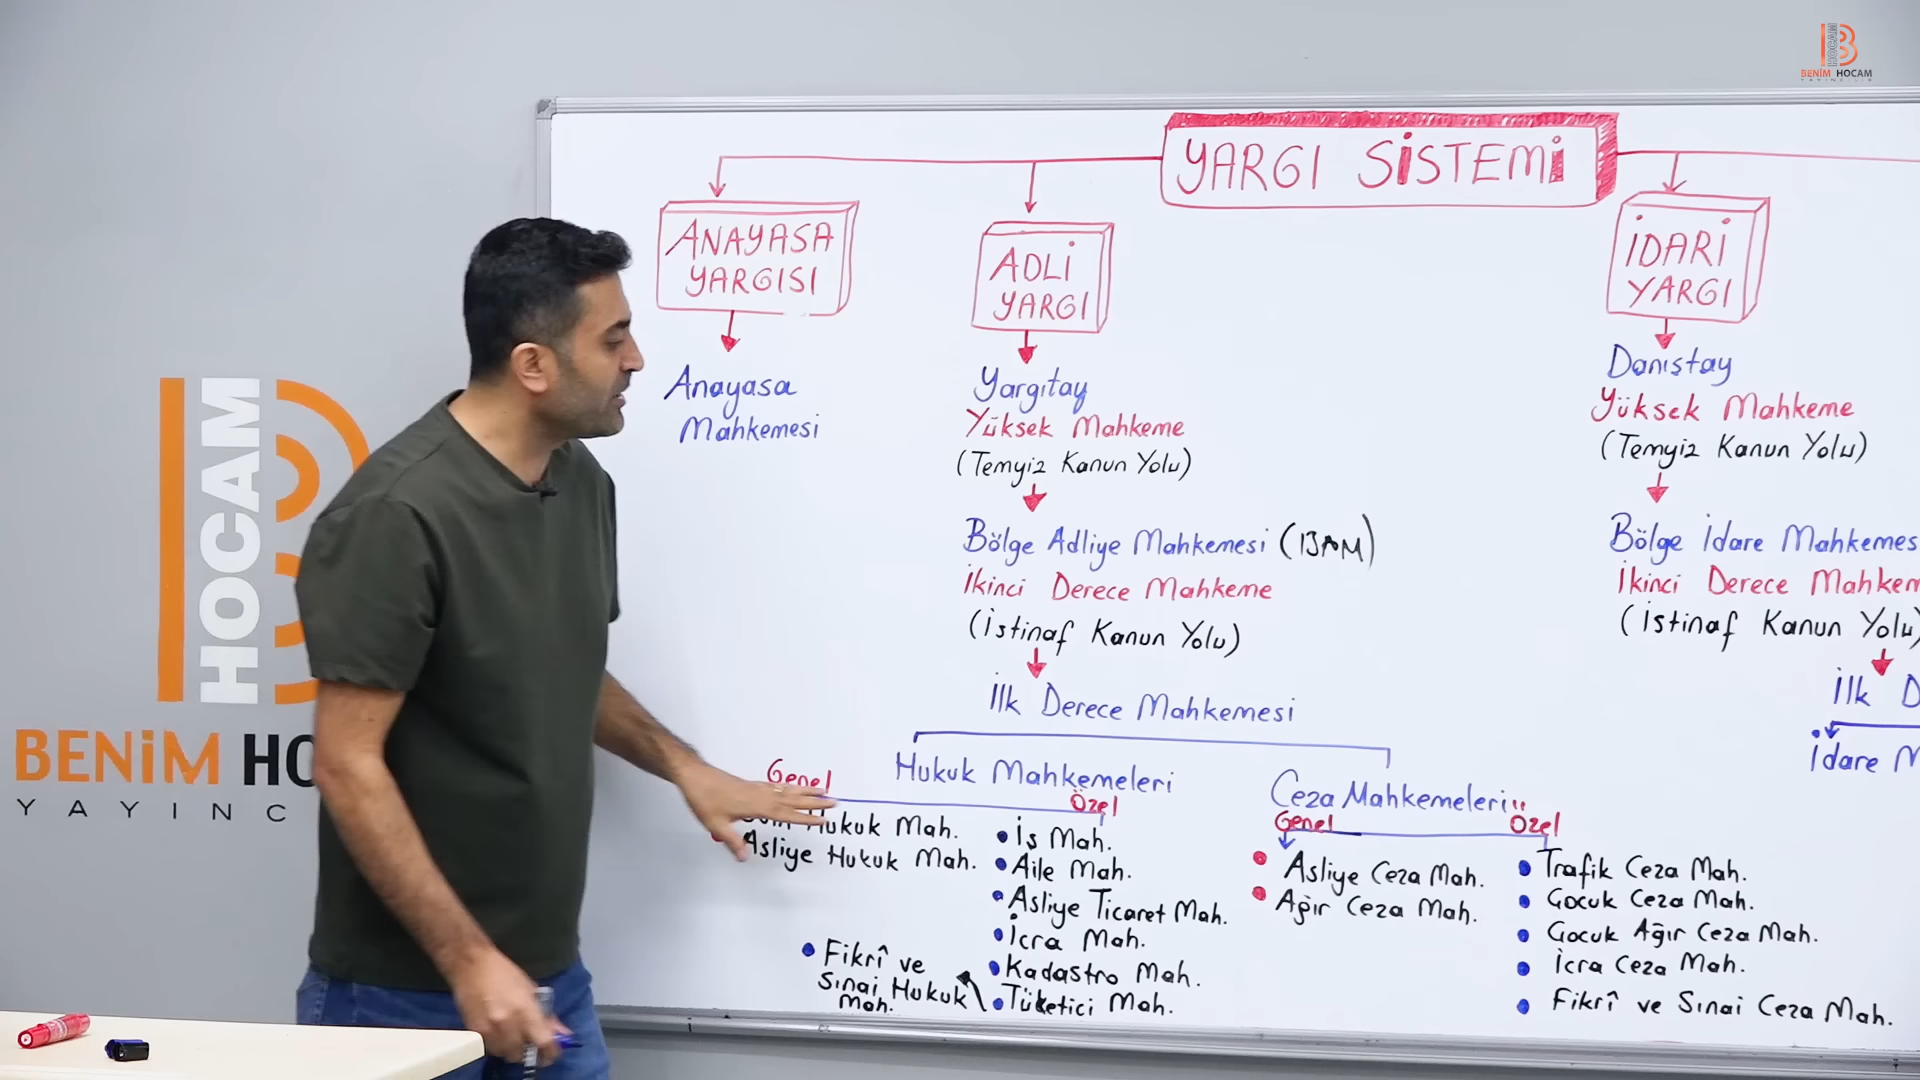 HOCAM
BENİM HOCAM
YAYINCILIK
YARGI SİSTEMİ
ANAYASA
YARGISI
Anayasa
Mahkemesi
ADLİ
YARGI
Yargıtay
Yüksek Mahkeme
(Temyiz Kanun Yolu)
Bölge Adliye Mahkemesi (BAM)
İkinci Derece Mahkeme
(İstinaf Kanun Yolu)
İlk Derece Mahkemesi
Hukuk Mahkemeleri
Genel
Özel
Hukuk Mah.
Asliye Hukuk Mah.
• İş Mah.
• Aile Mah.
• Asliye Ticaret Mah.
• İcra Mah.
• Kadastro Mah.
• Tüketici Mah.
• Fikrî ve
Sınai Hukuk
Mah.
Ceza Mahkemeleri
Genel
Özel
• Asliye Ceza Mah.
• Ağır Ceza Mah.
• Trafik Ceza Mah.
• Çocuk Ceza Mah.
• Çocuk Ağır Ceza Mah.
• İcra Ceza Mah.
• Fikrî ve Sınai Ceza Mah.
İDARİ
YARGI
Danıştay
Yüksek Mahkeme
(Temyiz Kanun Yolu)
Bölge İdare Mahkemes
İkinci Derece Mahkem
(İstinaf Kanun Yolu)
İlk D
İdare M
HOCAM
BENİM HO
YAYINC